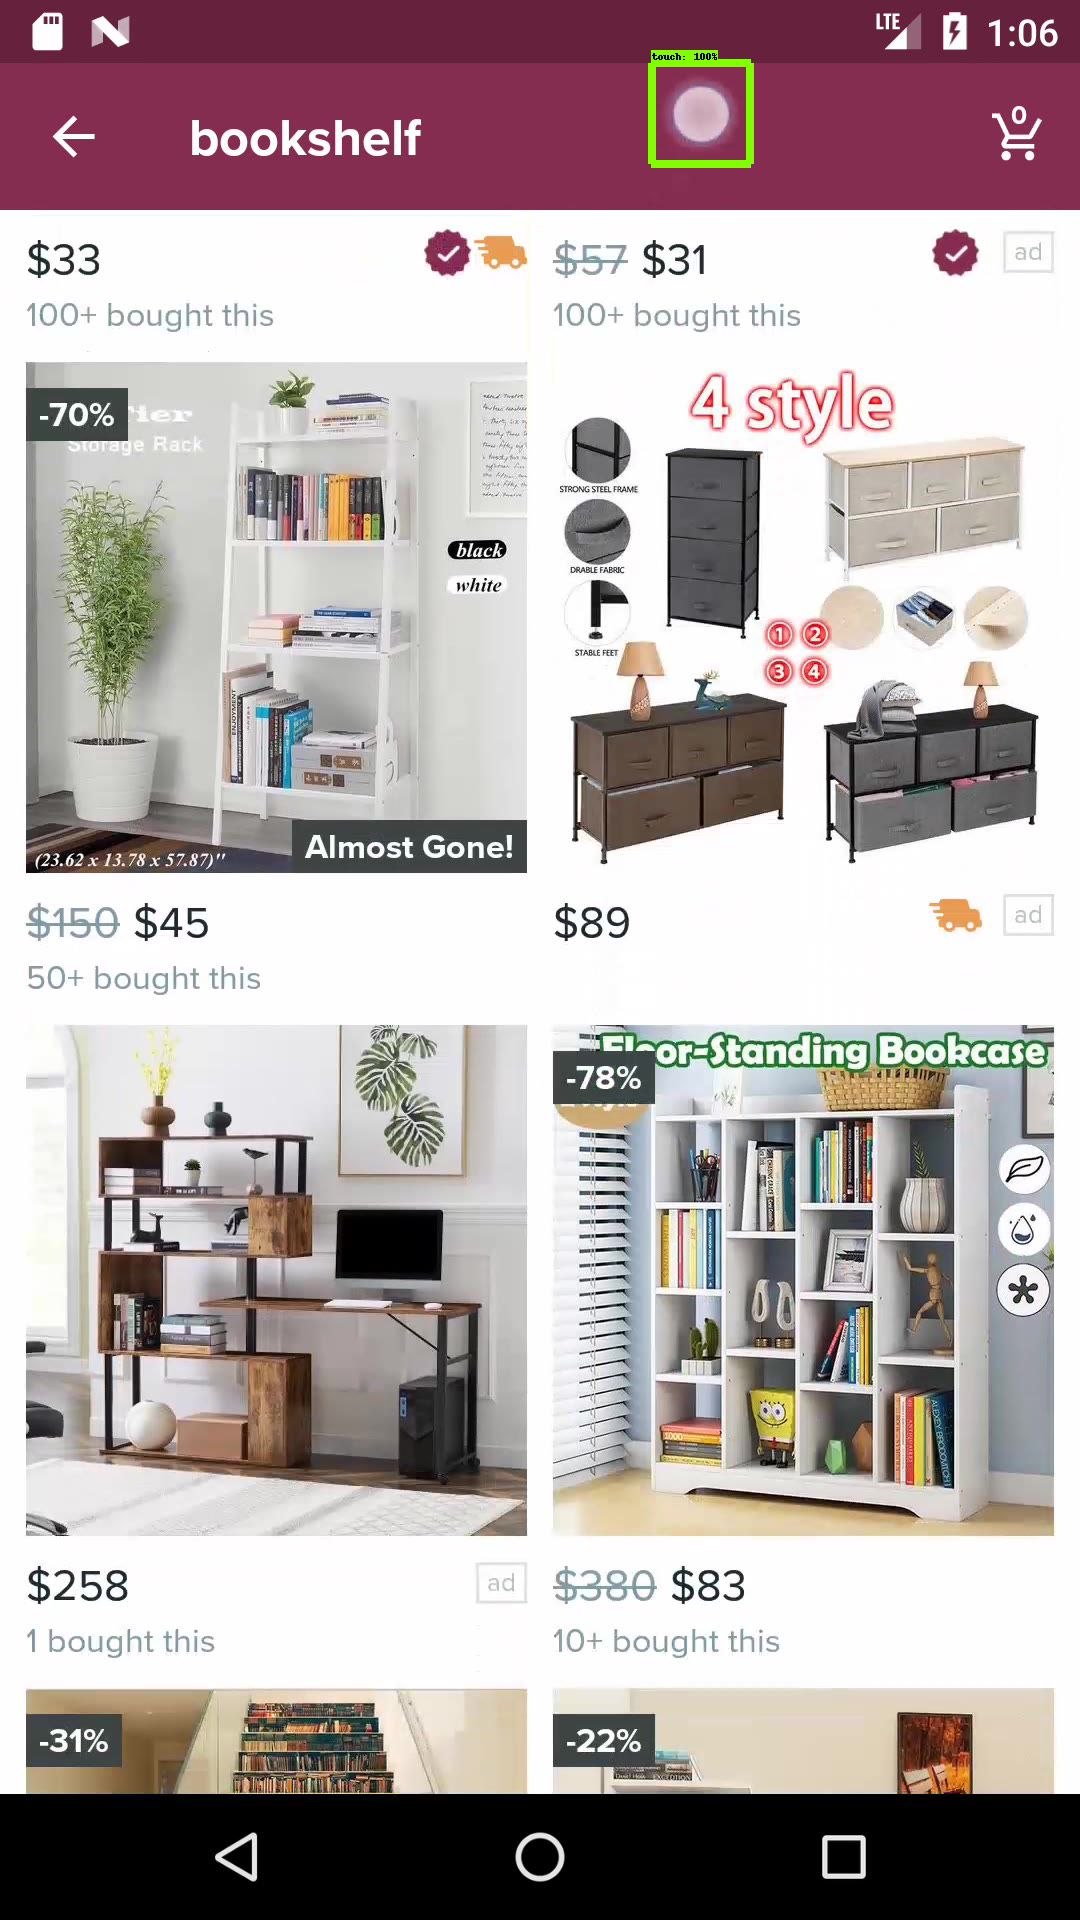 LTE 1:06
touch: 100%
bookshelf
0
$33
$57 $31 ad
100+ bought this
100+ bought this
-70%
Tier
Storage Rack
black
white
(23.62 x 13.78 x 57.87)"
Almost Gone!
4 style
STRONG STEEL FRAME
DRABLE FABRIC
STABLE FEET
1 2
3 4
ENJOYMENT
$150 $45
$89 ad
50+ bought this
Floor-Standing Bookcase
-78%
1000
$258 ad
$380 $83
1 bought this
10+ bought this
-31%
-22%